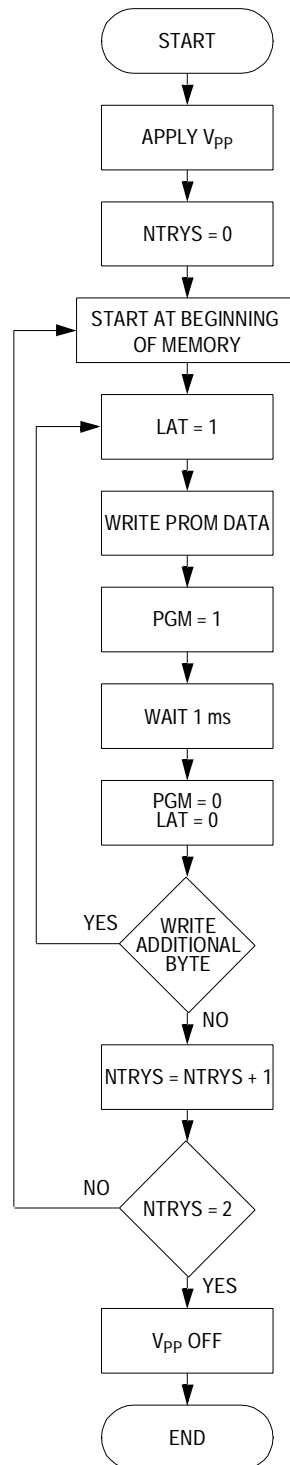 START
APPLY VPP
NTRYS = 0
START AT BEGINNING
OF MEMORY
LAT = 1
WRITE PROM DATA
PGM = 1
WAIT 1 ms
PGM = 0
LAT = 0
YES
WRITE
ADDITIONAL
BYTE
NO
NTRYS = NTRYS + 1
NO
NTRYS = 2
YES
VPP OFF
END